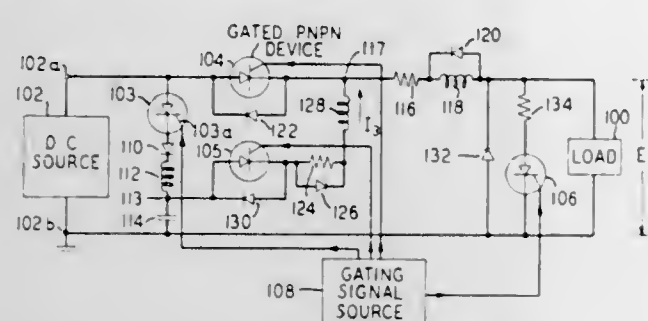 GATED PNPN
DEVICE
117
120
102a
104
102
103
103a
122
128
I3
116
118
134
100
D C
SOURCE
110
105
112
132
106
LOAD
E
113
124
126
114
130
102b
108
GATING
SIGNAL
SOURCE